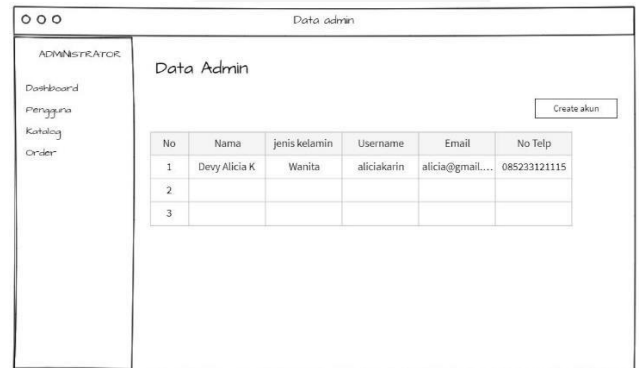 Data admin
ADMINISTRATOR
Dashboard
Pengguna
Katalog
Order
Data Admin
Create akun
No Nama jenis kelamin Username Email No Telp
1 Devy Alicia K Wanita aliciakarin alicia@gmail.... 085233121115
2
3